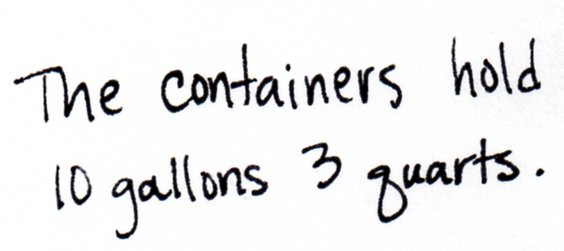 The containers hold
10 gallons 3 quarts.